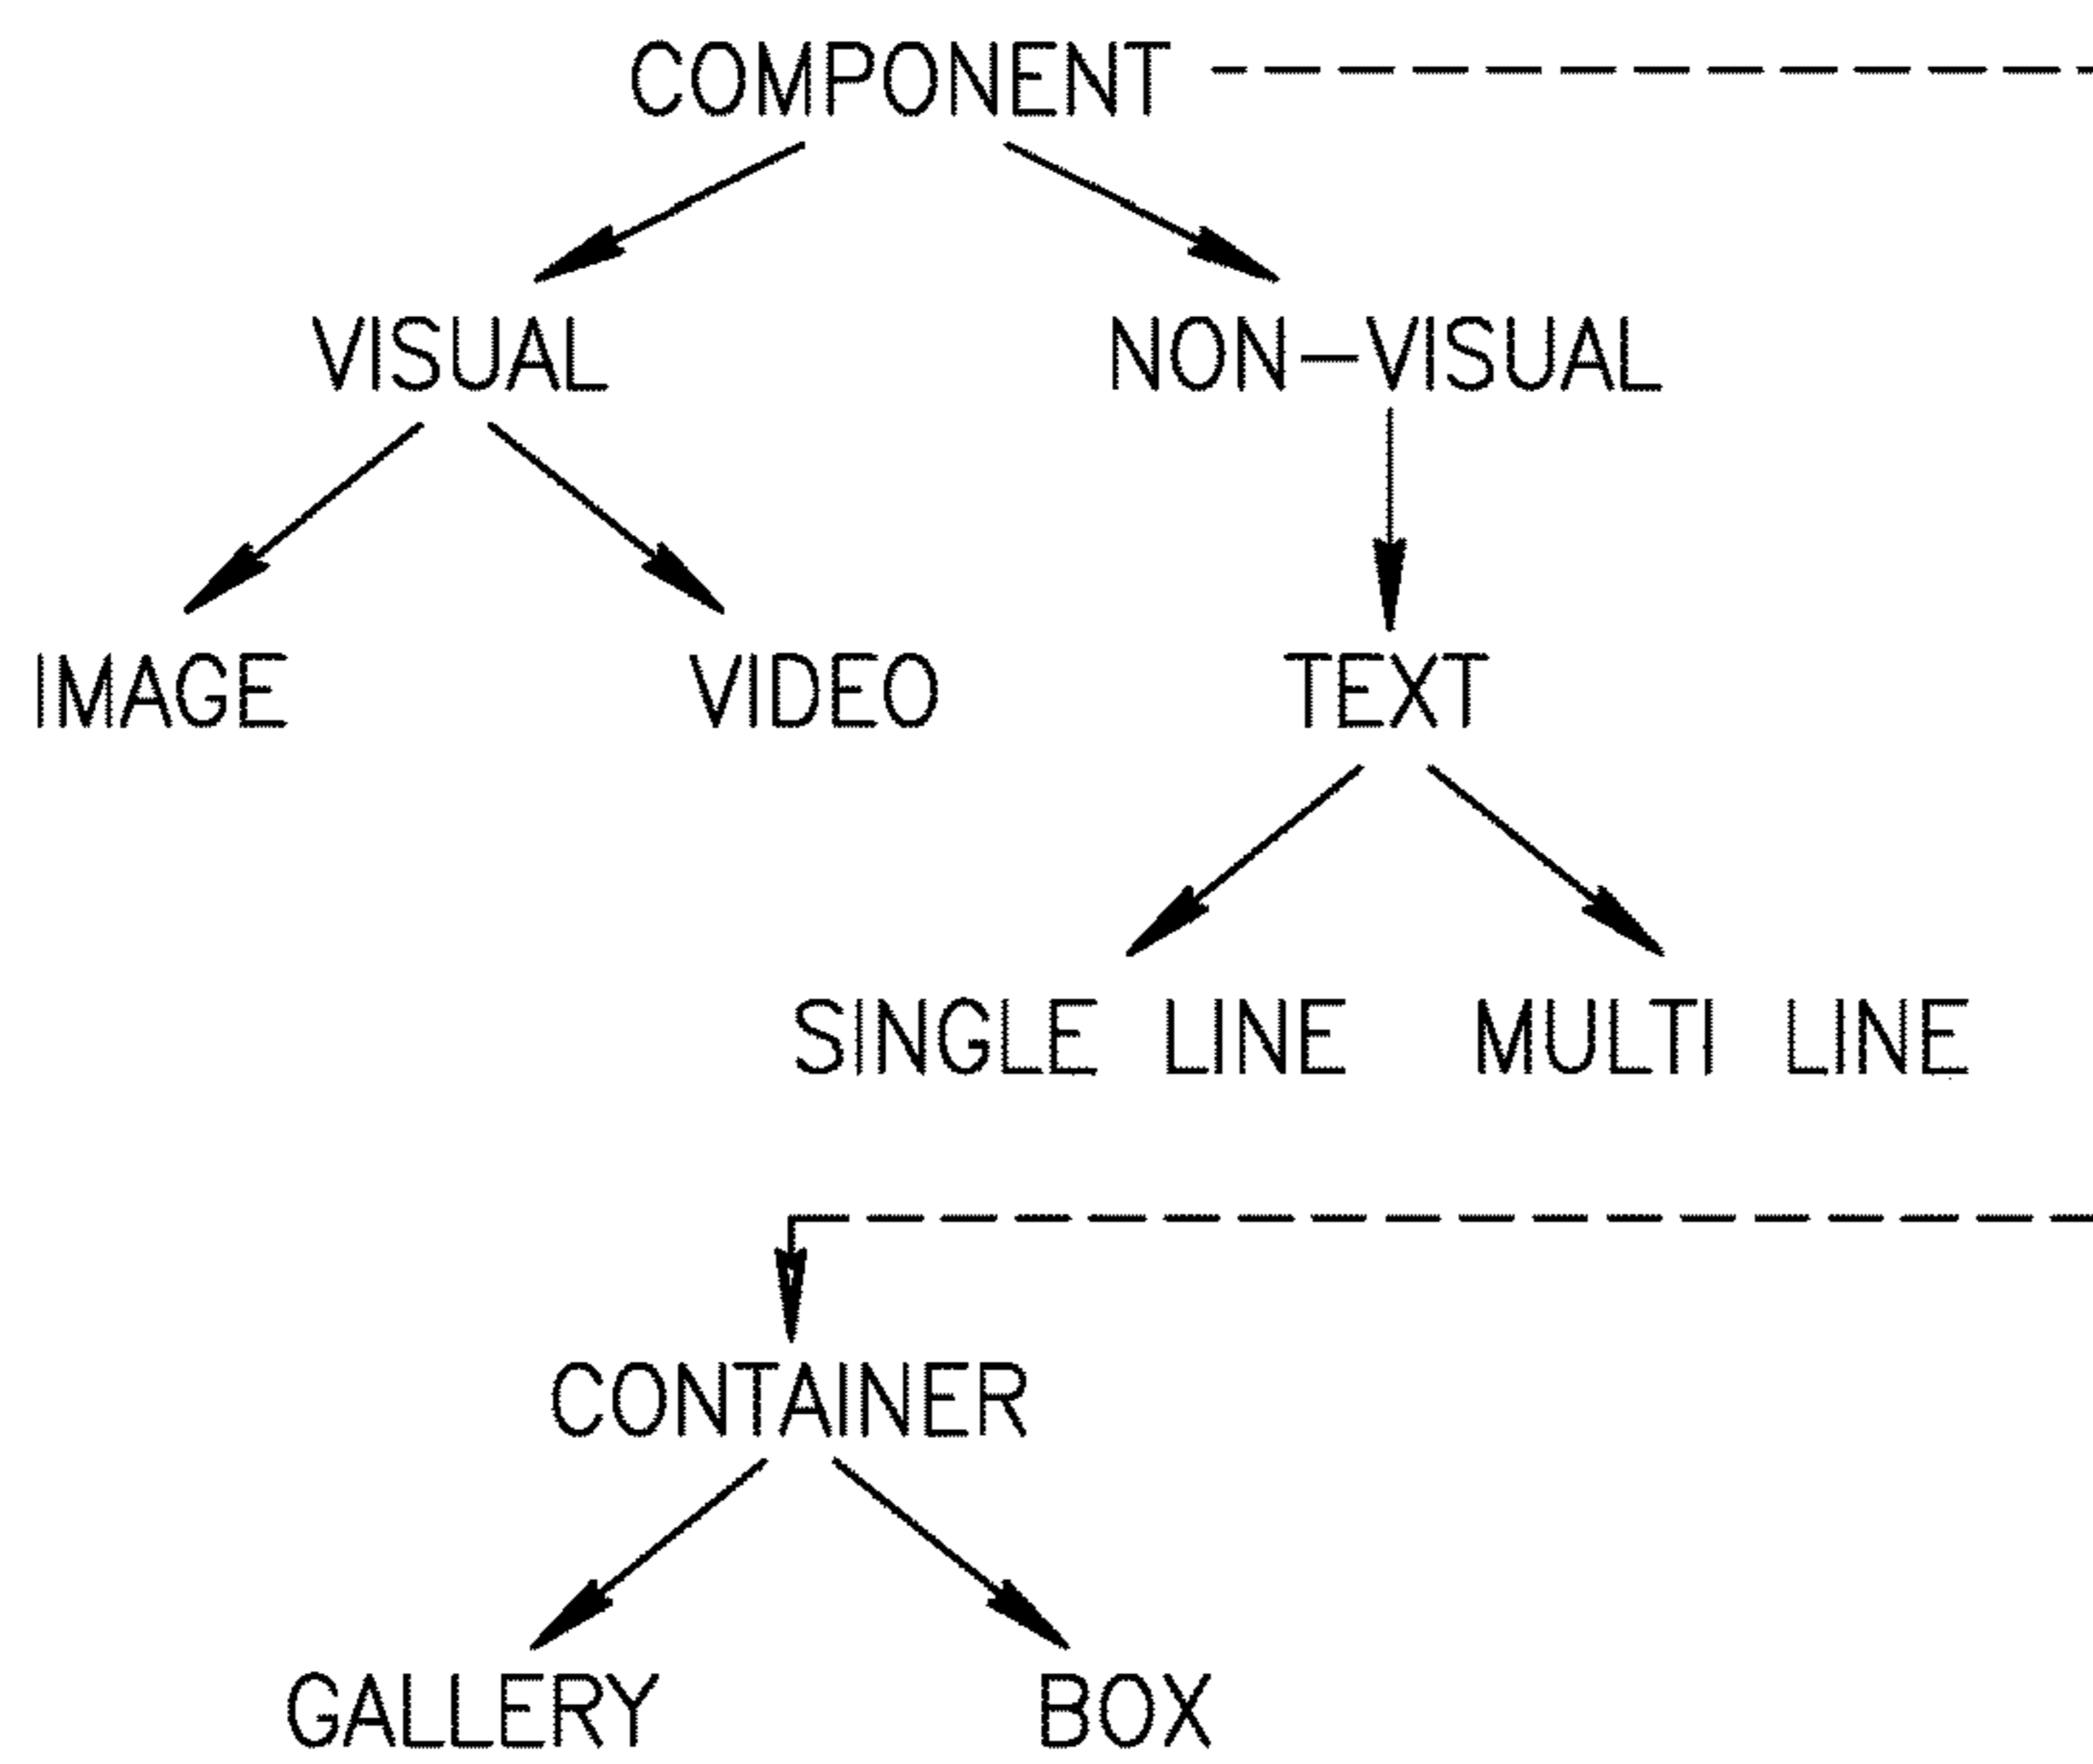 COMPONENT
VISUAL NON-VISUAL
IMAGE VIDEO TEXT
SINGLE LINE MULTI LINE
CONTAINER
GALLERY BOX